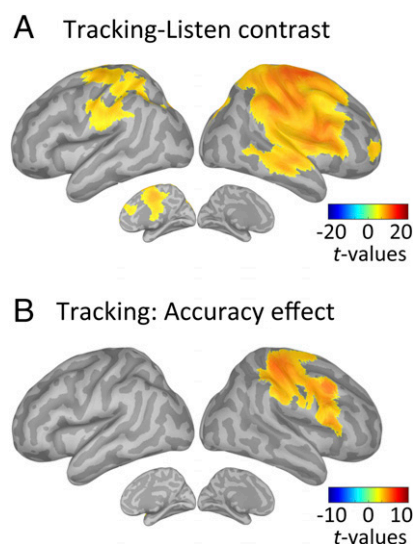 A Tracking-Listen contrast
-20 0 20
t-values
B Tracking: Accuracy effect
-10 0 10
t-values